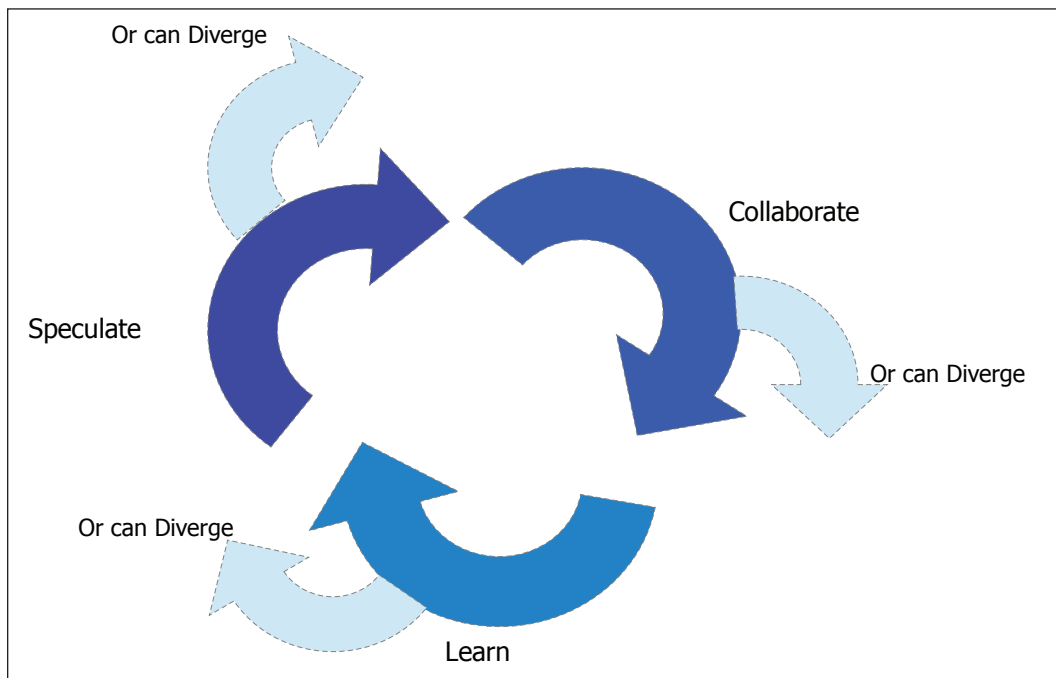 Or can Diverge
Collaborate
Speculate
Or can Diverge
Or can Diverge
Learn